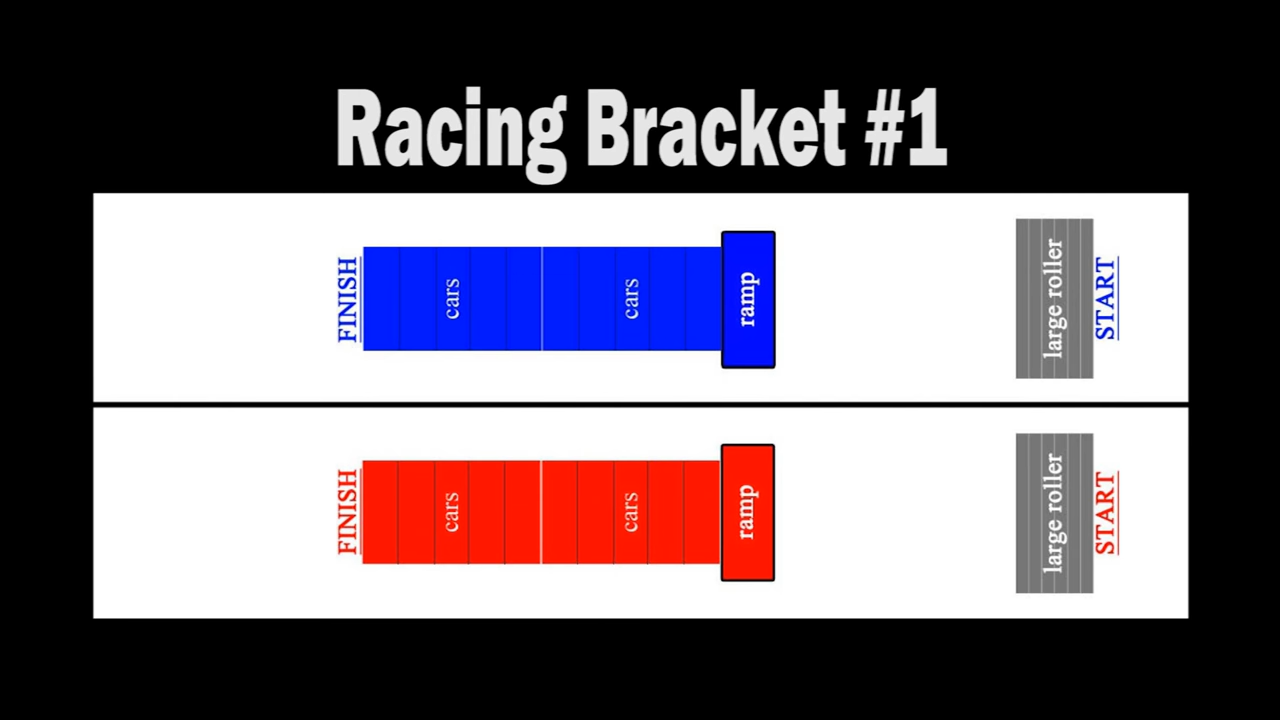 Racing Bracket #1
FINISH
cars
cars
ramp
large roller
START
FINISH
cars
cars
ramp
large roller
START